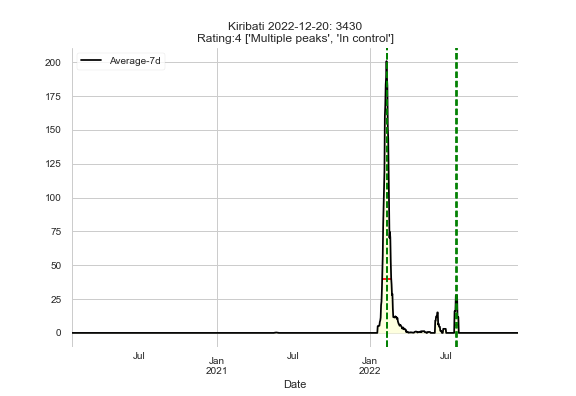 Kiribati 2022-12-20: 3430
Rating:4 ['Multiple peaks', 'In control']
Average-7d
200
175
150
125
100
75
50
25
0
Jul
Jan
2021
Jul
Jan
2022
Jul
Date